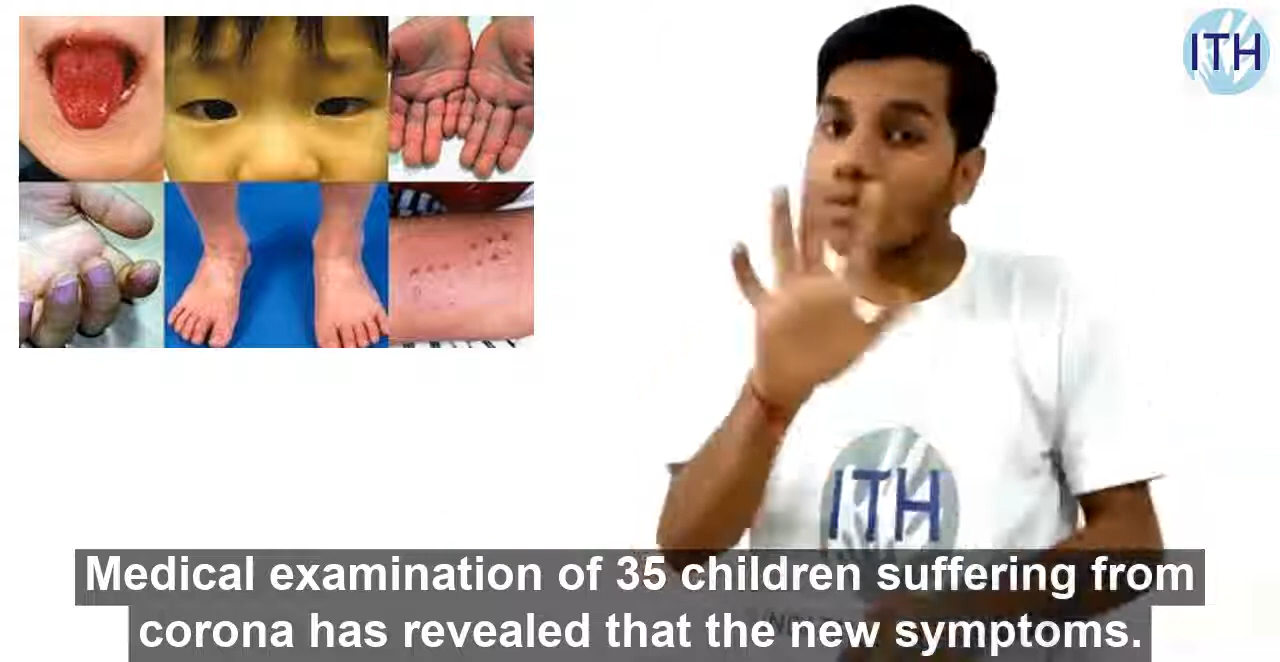 ITH
ITH
Medical examination of 35 children suffering from
corona has revealed that the new symptoms.